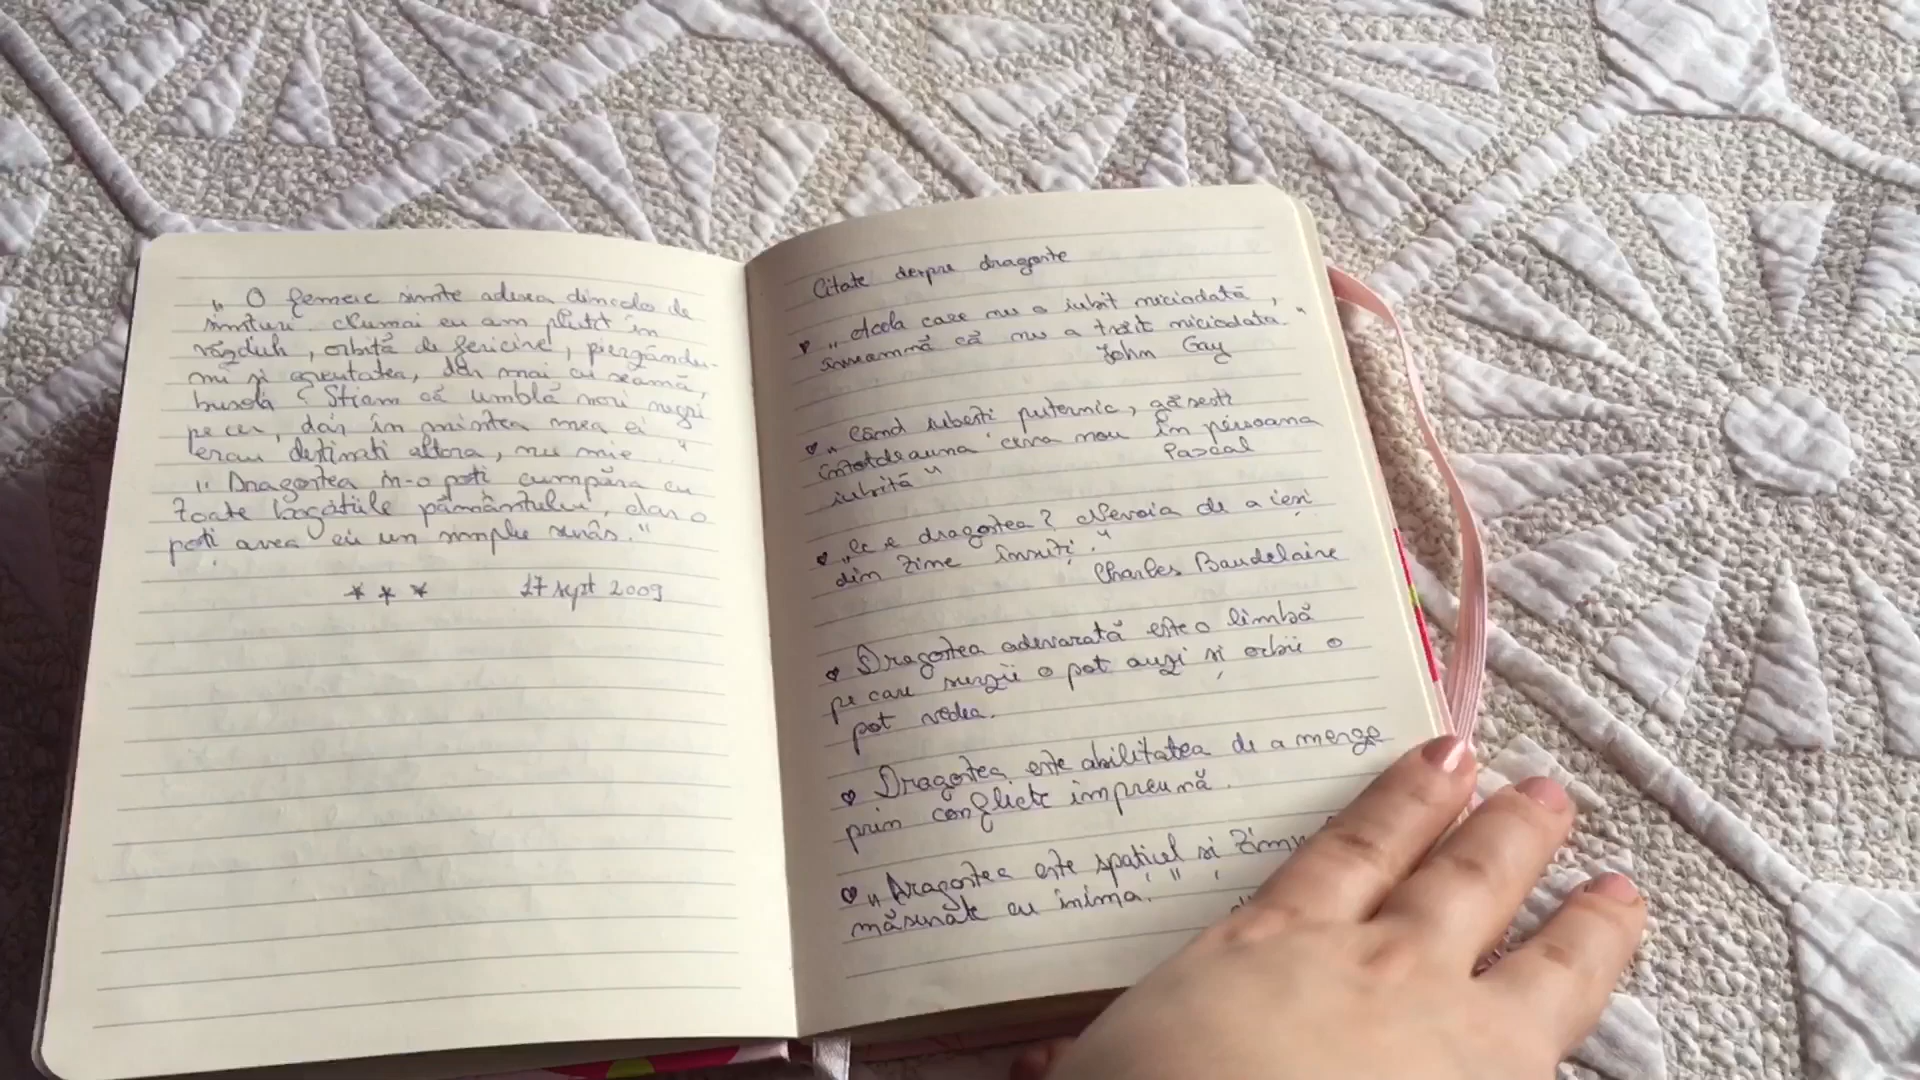 „ O femeie simte adesea dincolo de
simțuri. Numai eu am plutit în
văzduh, orbită de fericire, pierzându-
mi și greutatea, dar mai cu seamă,
busola. Știam că umblă nori negri
pe cer, dar în mintea mea ei
erau destinați altora, nu mie..."
„ Dragostea n-o poți cumpăra cu
toate bogățiile pământului, dar o
poți avea cu un simplu surâs."
* * * 17 sept 2009
Citate despre dragoste
„ Acela care nu a iubit niciodată,
înseamnă că nu a trăit niciodată."
John Gay
„ Când iubești puternic, găsești
întotdeauna ceva nou în persoana
iubită" Pascal
„Ce e dragostea? Nevoia de a ieși
din tine însuți."
Charles Baudelaire
Dragostea adevarată este o limbă
pe care surzii o pot auzi și orbii o
pot vedea.
Dragostea este abilitatea de a merge
prin conflicte împreună.
„Dragostea este spațiul și
măsurate cu inima."